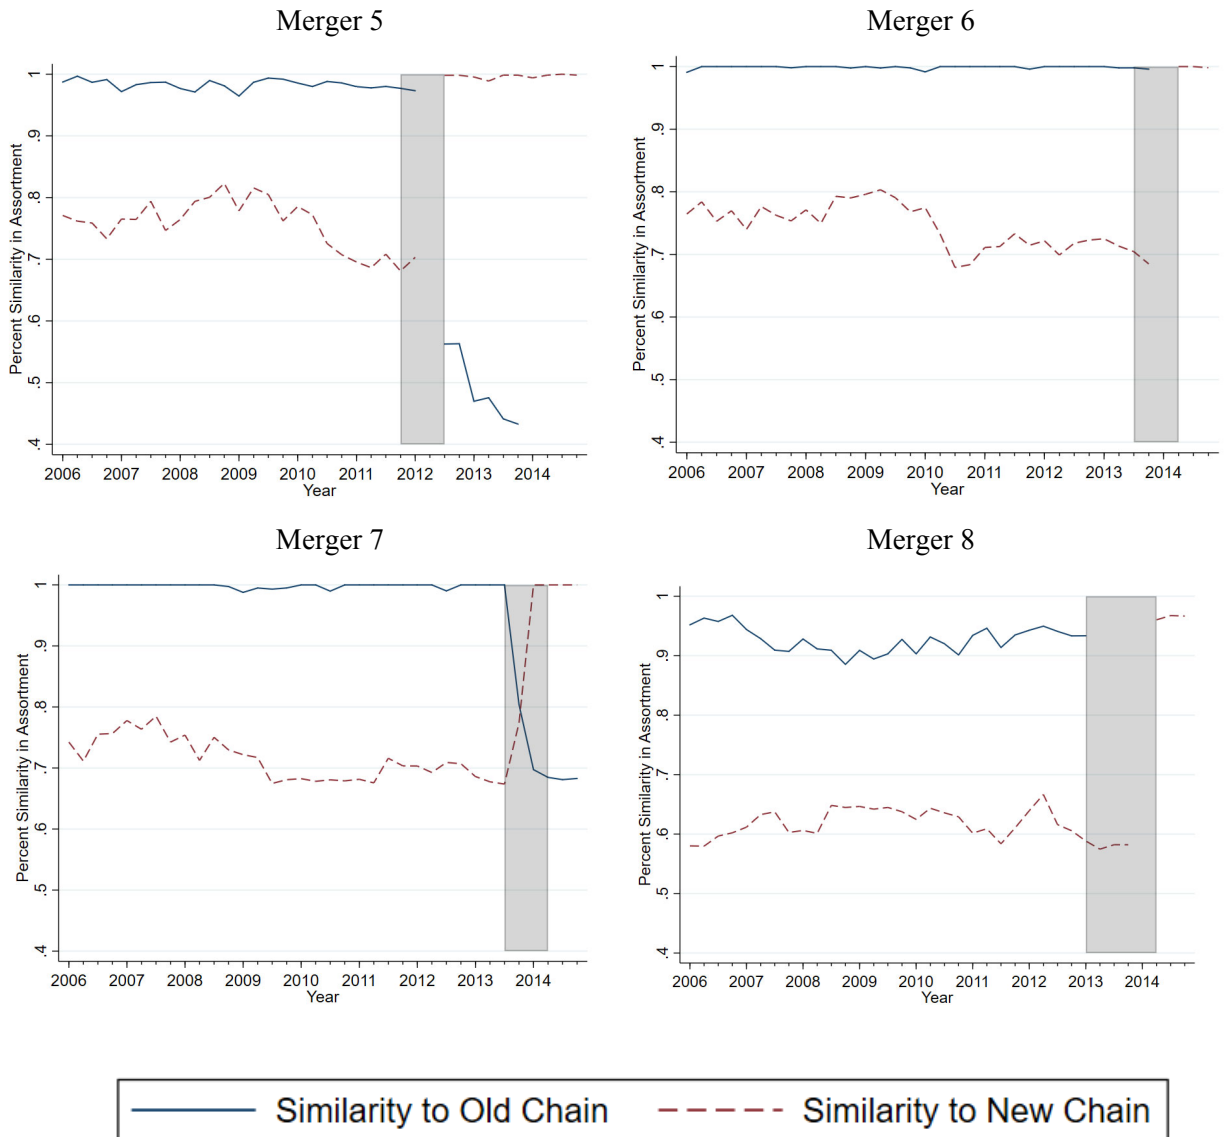 Merger 5
Percent Similarity in Assortment
1
.9
.8
.7
.6
.5
.4
2006 2007 2008 2009 2010 2011 2012 2013 2014
Year
Merger 6
Percent Similarity in Assortment
1
.9
.8
.7
.6
.5
.4
2006 2007 2008 2009 2010 2011 2012 2013 2014
Year
Merger 7
Percent Similarity in Assortment
1
.9
.8
.7
.6
.5
.4
2006 2007 2008 2009 2010 2011 2012 2013 2014
Year
Merger 8
Percent Similarity in Assortment
1
.9
.8
.7
.6
.5
.4
2006 2007 2008 2009 2010 2011 2012 2013 2014
Year
Similarity to Old Chain Similarity to New Chain